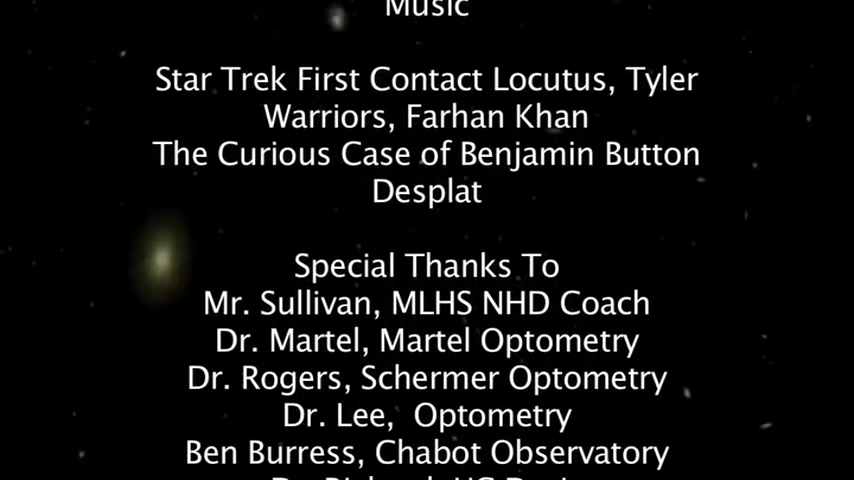 Music
Star Trek First Contact Locutus, Tyler
Warriors, Farhan Khan
The Curious Case of Benjamin Button
Desplat
Special Thanks To
Mr. Sullivan, MLHS NHD Coach
Dr. Martel, Martel Optometry
Dr. Rogers, Schermer Optometry
Dr. Lee,  Optometry
Ben Burress, Chabot Observatory